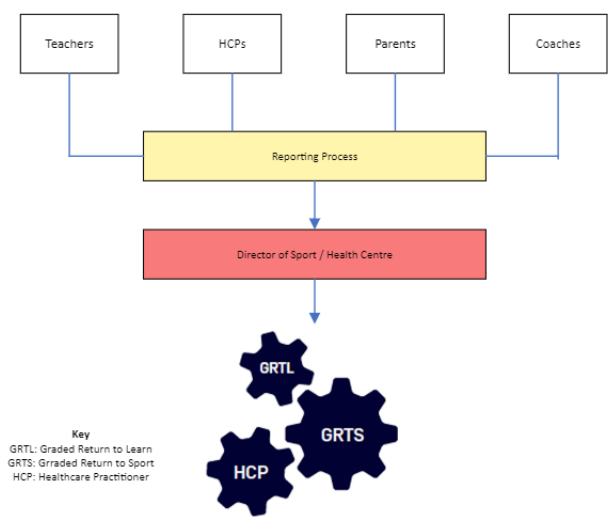 Teachers
HCPs
Parents
Coaches
Reporting Process
Director of Sport / Health Centre
GRTL
GRTS
HCP
Key
GRTL: Graded Return to Learn
GRTS: Grraded Return to Sport
HCP: Healthcare Practitioner